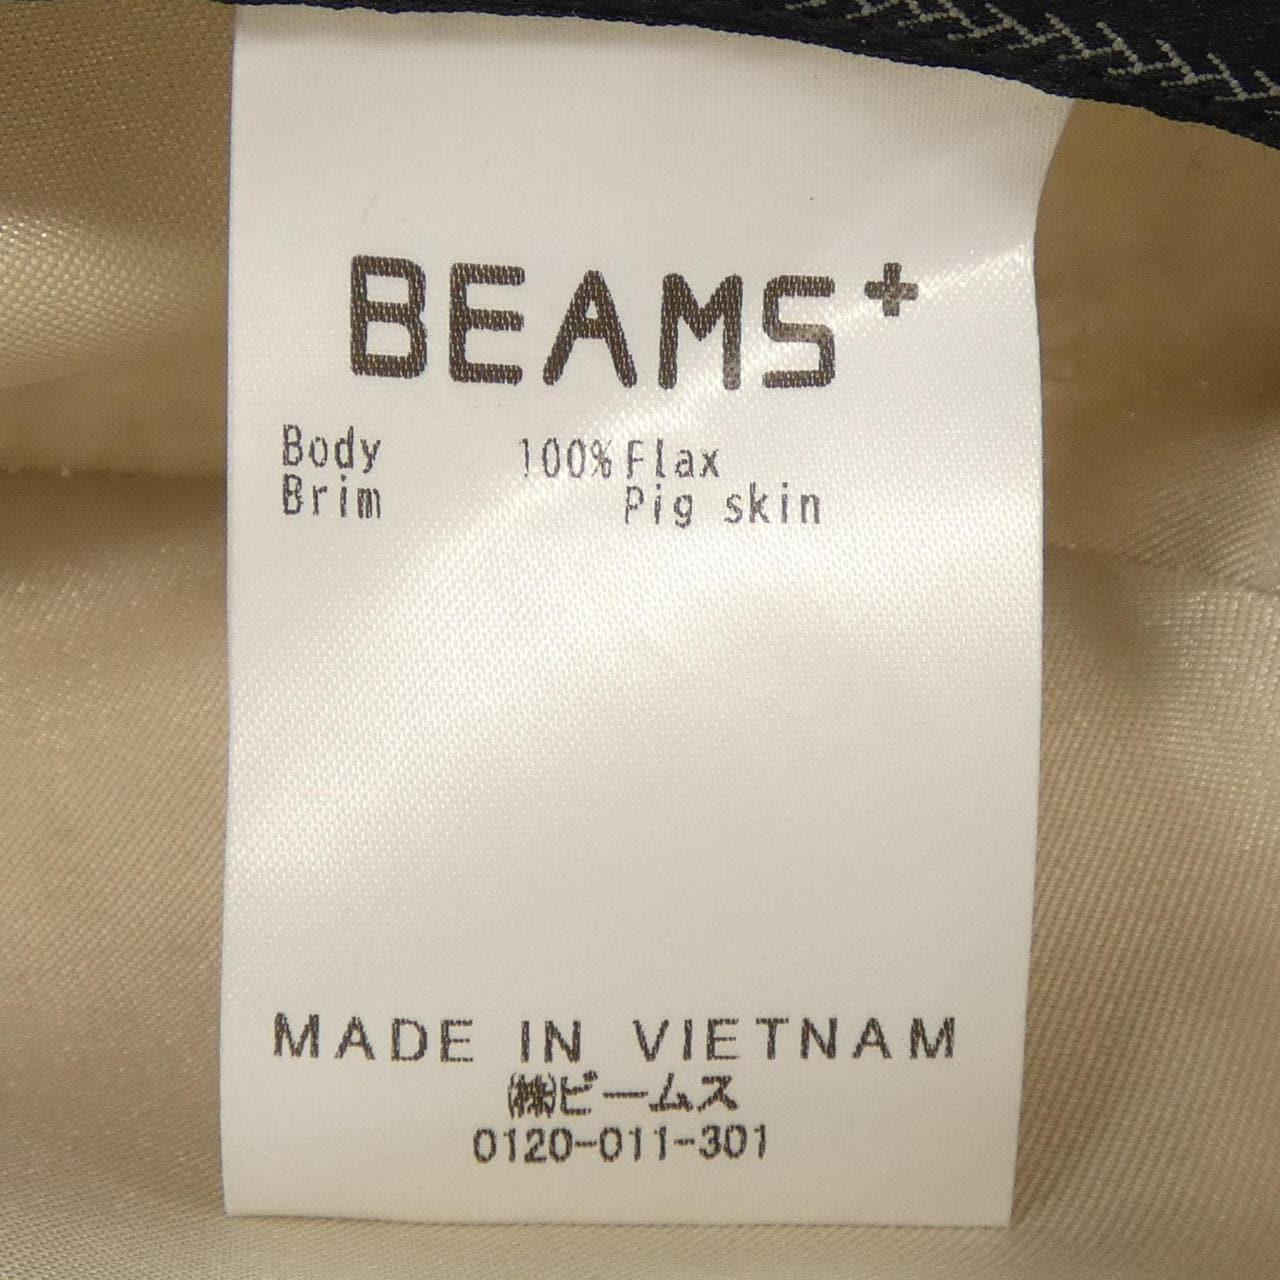 BEAMS+
Body 100% Flax
Brim Pig skin
MADE IN VIETNAM
㈱ビームス
0120-011-301